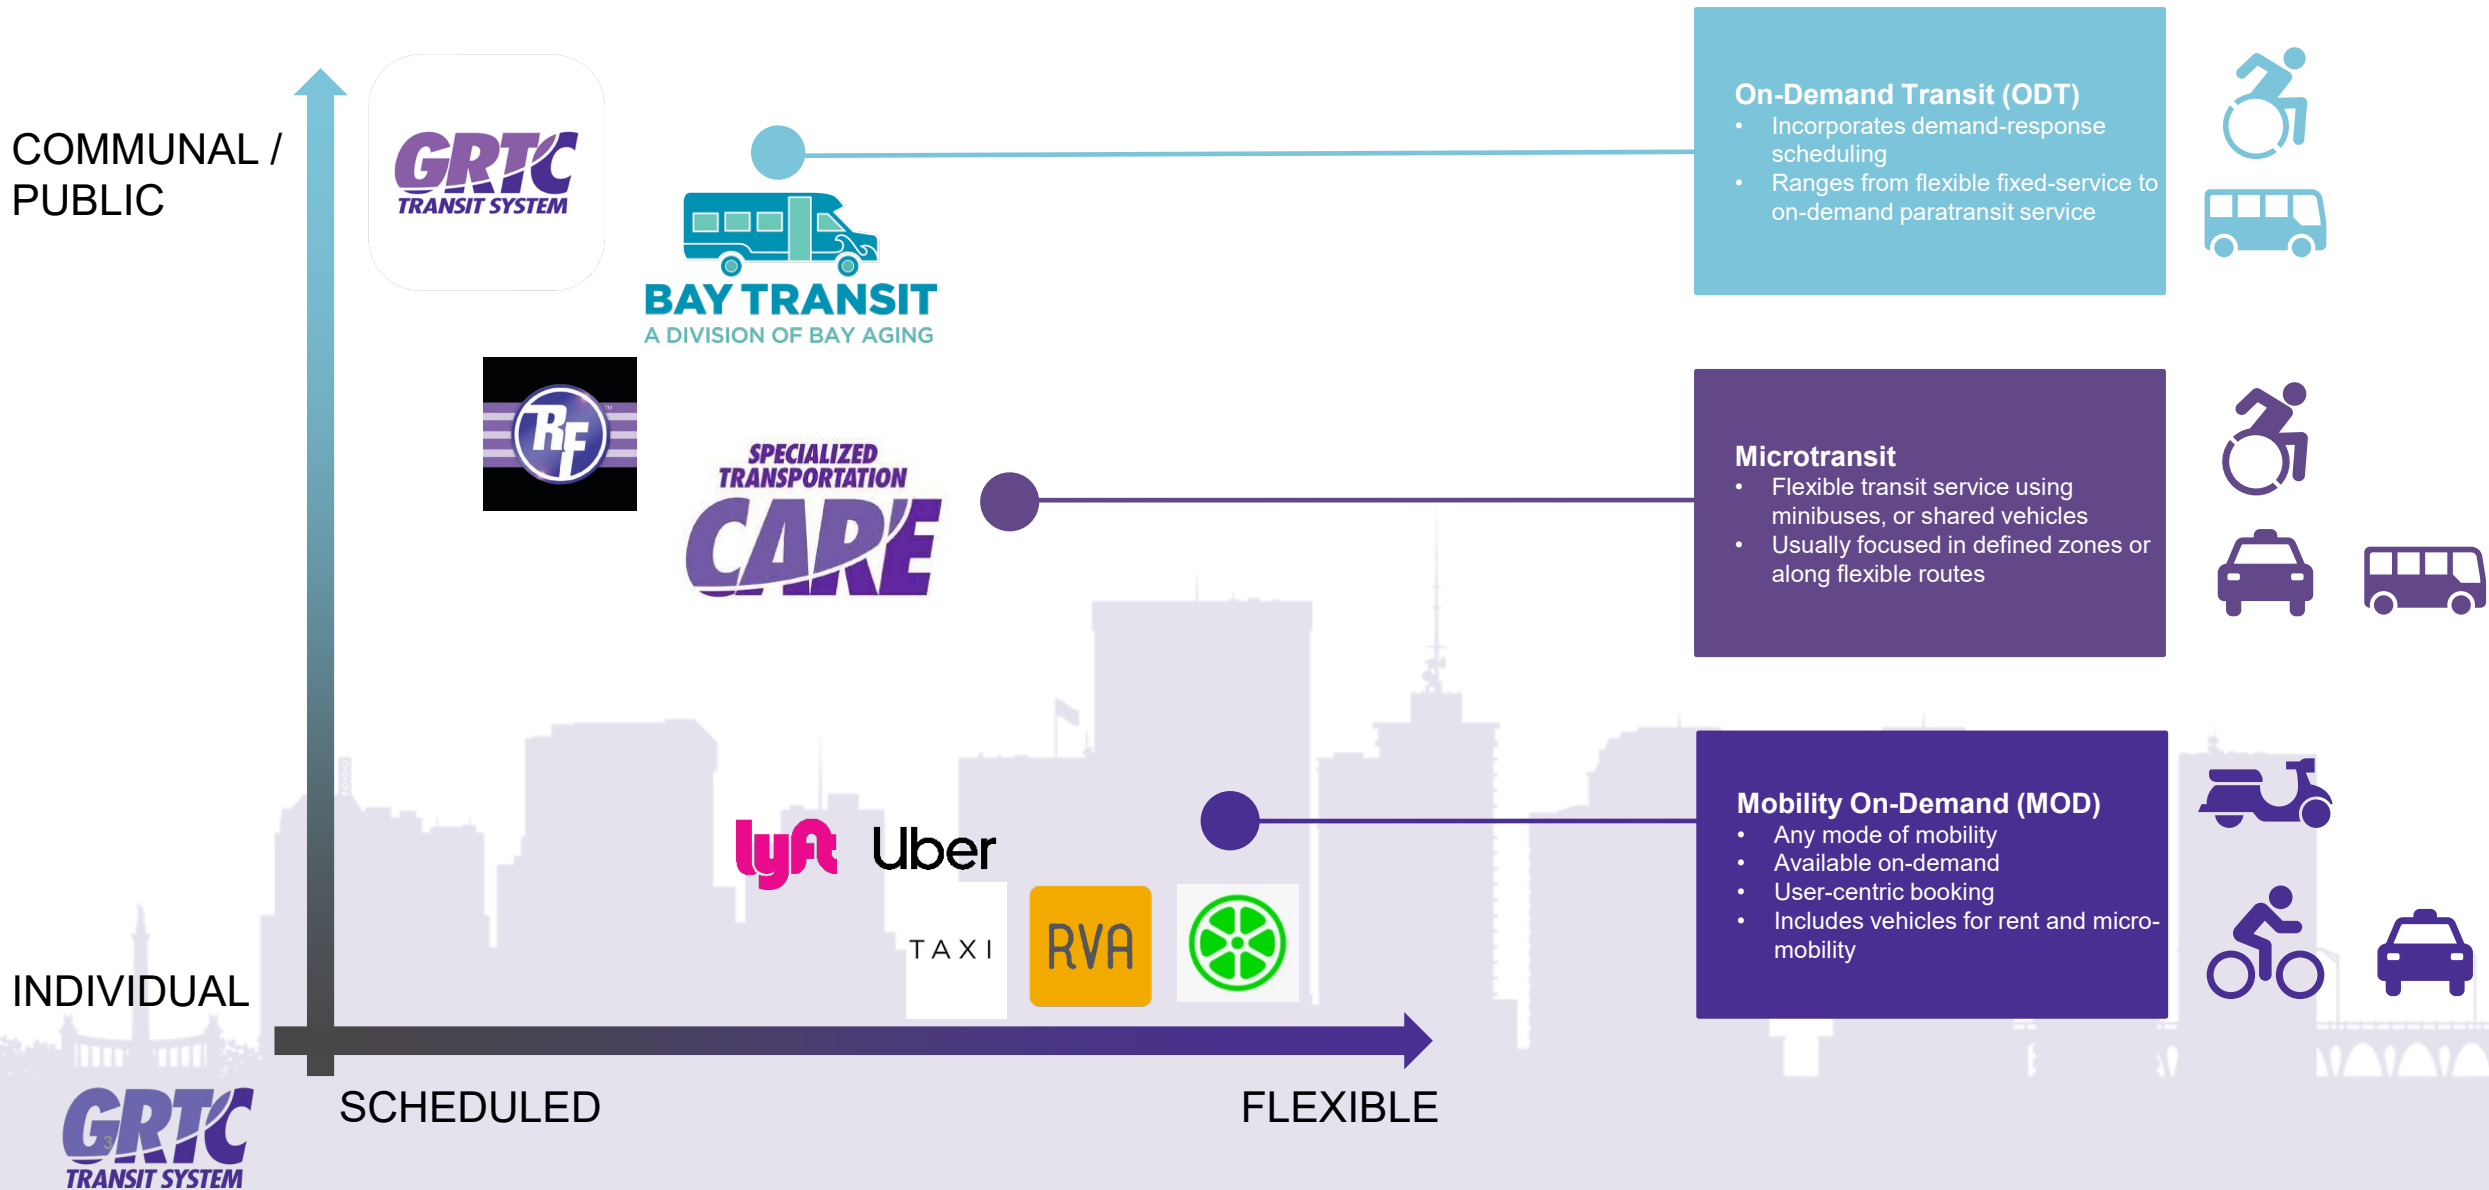 COMMUNAL /
PUBLIC
GRTC
TRANSIT SYSTEM
BAY TRANSIT
A DIVISION OF BAY AGING
RF
TM
SPECIALIZED
TRANSPORTATION
CARE
On-Demand Transit (ODT)
• Incorporates demand-response
scheduling
• Ranges from flexible fixed-service to
on-demand paratransit service
Microtransit
• Flexible transit service using
minibuses, or shared vehicles
• Usually focused in defined zones or
along flexible routes
Mobility On-Demand (MOD)
• Any mode of mobility
• Available on-demand
• User-centric booking
• Includes vehicles for rent and micro-
mobility
lyft
Uber
TAXI
RVA
INDIVIDUAL
SCHEDULED
FLEXIBLE
GRTC
3
TRANSIT SYSTEM